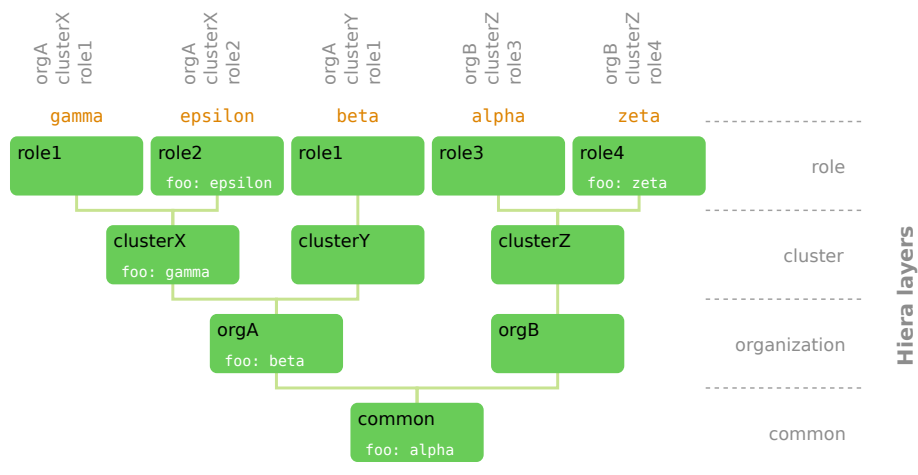 orgA
clusterX
role1
orgA
clusterX
role2
orgA
clusterY
role1
orgB
clusterZ
role3
orgB
clusterZ
role4
gamma
epsilon
beta
alpha
zeta
role1
role2
foo: epsilon
role1
role3
role4
foo: zeta
role
clusterX
foo: gamma
clusterY
clusterZ
cluster
orgA
foo: beta
orgB
organization
common
foo: alpha
common
Hiera layers